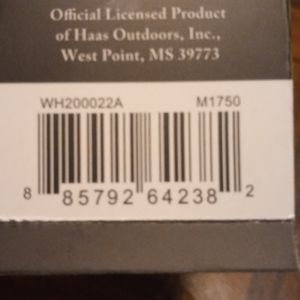 Official Licensed Product
of Haas Outdoors, Inc.,
West Point, MS 39773
WH200022A M1750
8 85792 64238 2